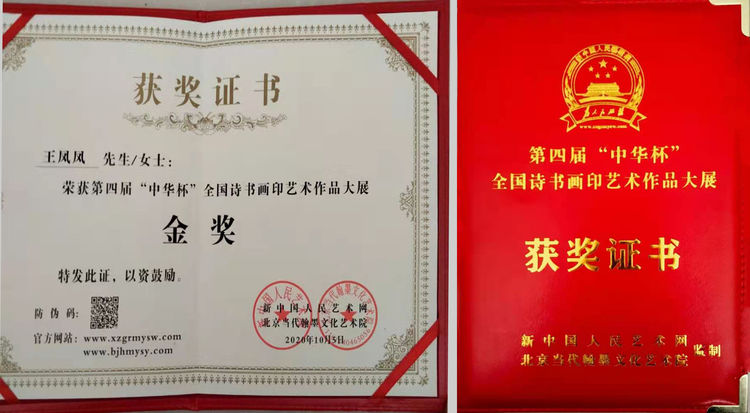 获奖证书
王凤凤 先生/女士：
荣获第四届“中华杯”全国诗书画印艺术作品大展
金奖
特发此证，以资鼓励。
防伪码：
官方网站：www.xzgrmysw.com
www.bjhmysy.com
新中国人民艺术网
北京当代翰墨文化艺术院
2020年10月5日
www.xzgrmysw.com
第四届“中华杯”
全国诗书画印艺术作品大展
获奖证书
新中国人民艺术网
北京当代翰墨文化艺术院
监制